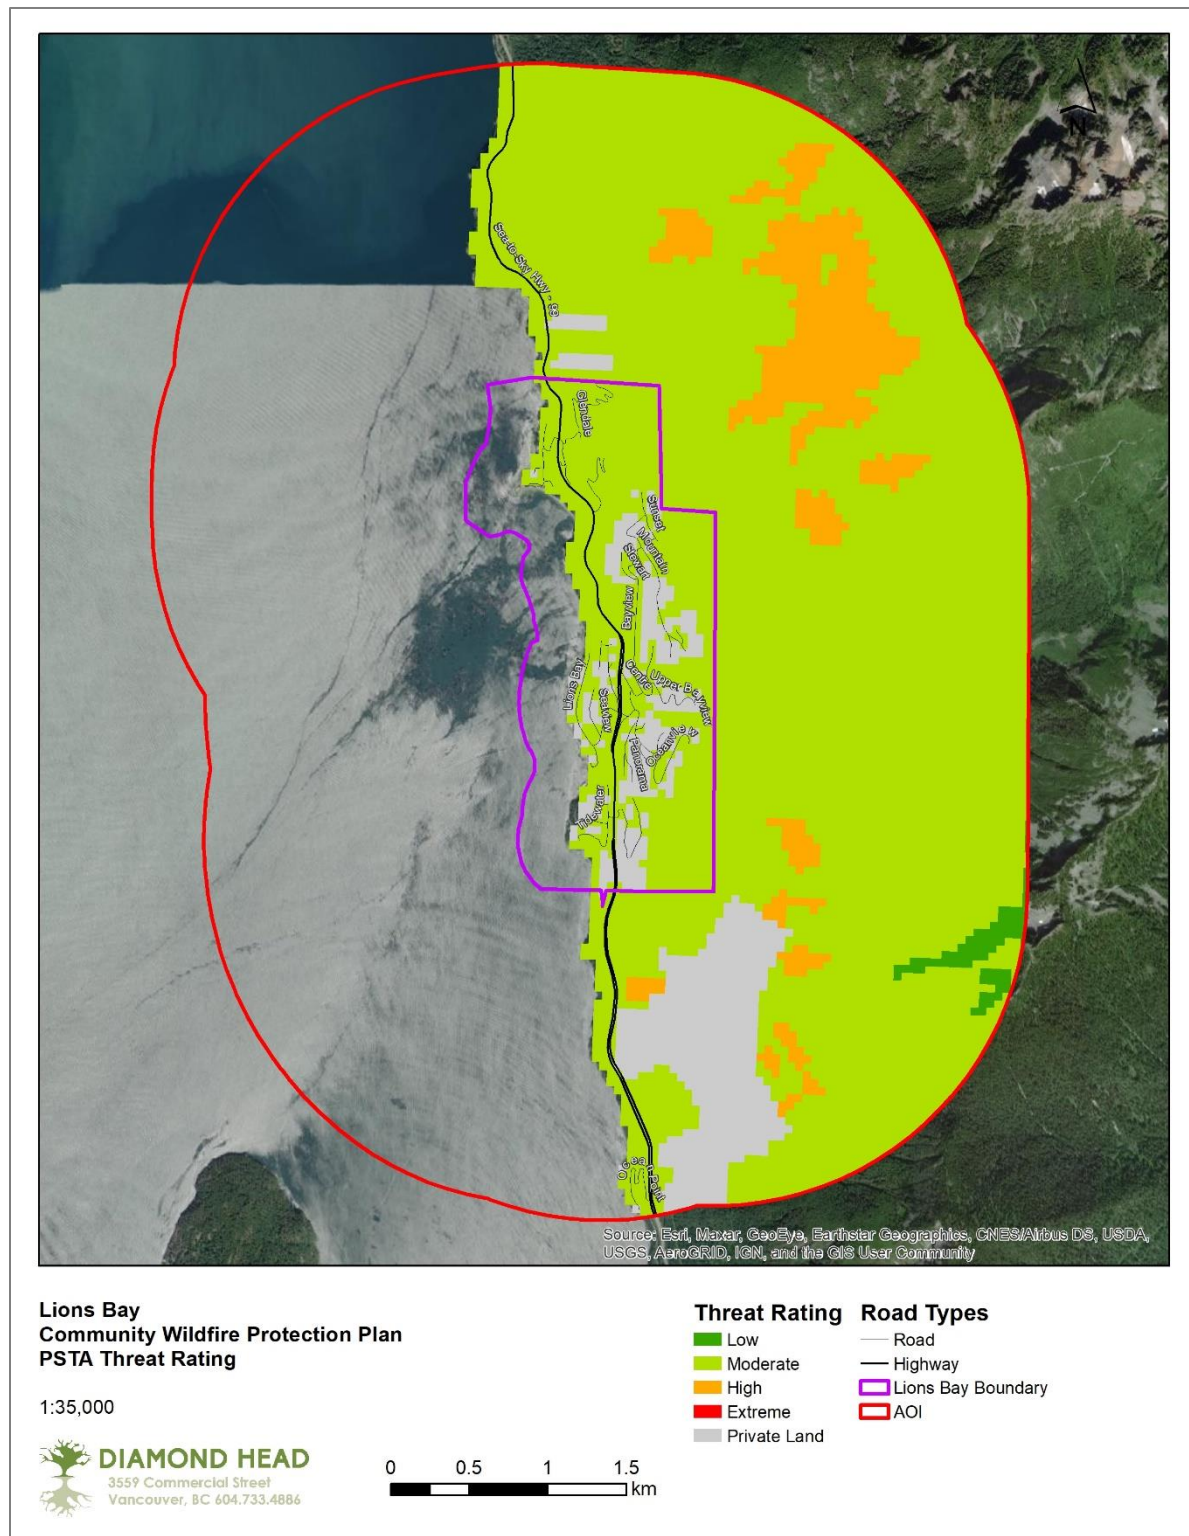 N
Sea-to-Sky Hwy - 99
Glendale
Sunset
Mountain
Stewart
Bayview
Centre
Upper Bayview
Lions Bay
Seaview
Oceanview
Panorama
Tidewater
Ocean Point
Source: Esri, Maxar, GeoEye, Earthstar Geographics, CNES/Airbus DS, USDA,
USGS, AeroGRID, IGN, and the GIS User Community
Lions Bay
Community Wildfire Protection Plan
PSTA Threat Rating
1:35,000
DIAMOND HEAD
3559 Commercial Street
Vancouver, BC 604.733.4886
0 0.5 1 1.5
km
Threat Rating
Low
Moderate
High
Extreme
Private Land
Road Types
Road
Highway
Lions Bay Boundary
AOI